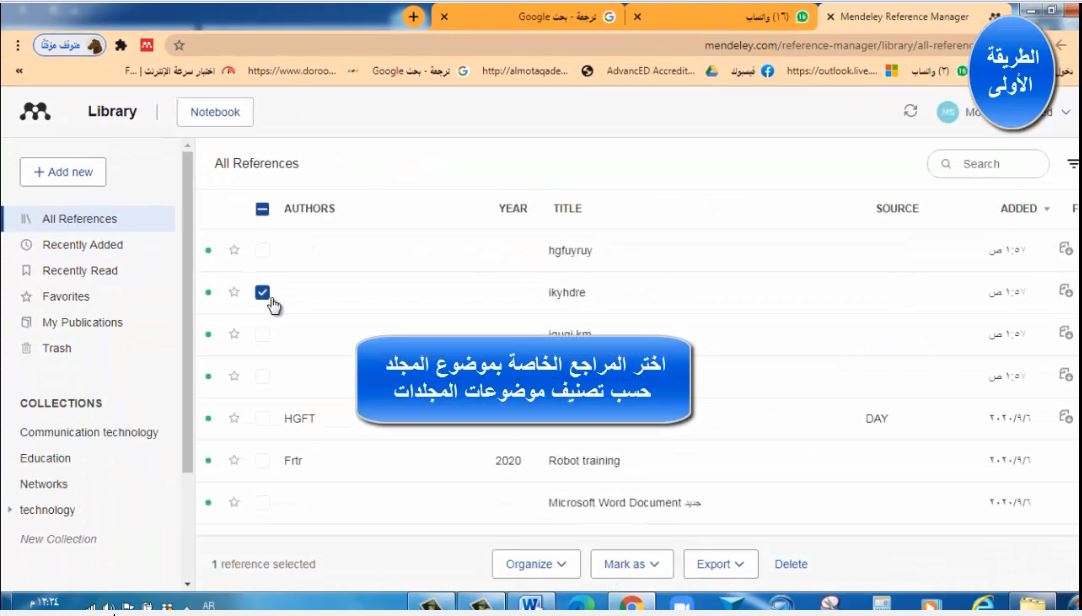 Mendeley Reference Manager
(١٦) واتساب
ترجمة - بحث Google
متوقف مؤقتًا
mendeley.com/reference-manager/library/all-refere
اختبار سرعة الإنترنت | F...
https://www.doroo...
ترجمة - بحث Google
http://almotaqade...
AdvancED Accredit...
فيسبوك
https://outlook.live...
(٢) واتساب
الطريقة
الأولى
Library
Notebook
MS
+ Add new
All References
Search
All References
Recently Added
Recently Read
Favorites
My Publications
Trash
COLLECTIONS
Communication technology
Education
Networks
technology
New Collection
AUTHORS YEAR TITLE SOURCE ADDED F
hgfuyruy ١:٥٧ ص
ikyhdre ١:٥٧ ص
١:٥٧ ص
١:٥٧ ص
اختر المراجع الخاصة بموضوع المجلد
حسب تصنيف موضوعات المجلدات
HGFT DAY ٢٠٢٠/٩/٦
Frtr 2020 Robot training ٢٠٢٠/٩/٦
Microsoft Word Document جديد ٢٠٢٠/٩/٦
1 reference selected
Organize
Mark as
Export
Delete
AR
١٢:٢٤ م